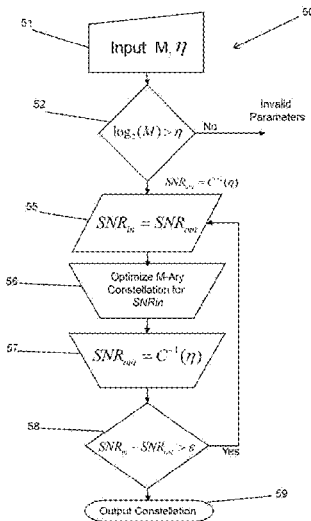 50
51
Input M, η
52
log₂(M) > η
No
Invalid
Parameters
SNR = C⁻¹(η)
55
SNRin = SNRout
56
Optimize M-Ary
Constellation for
SNRin
57
SNRout = C⁻¹(η)
58
SNRin - SNRout > ε
Yes
59
Output Constellation